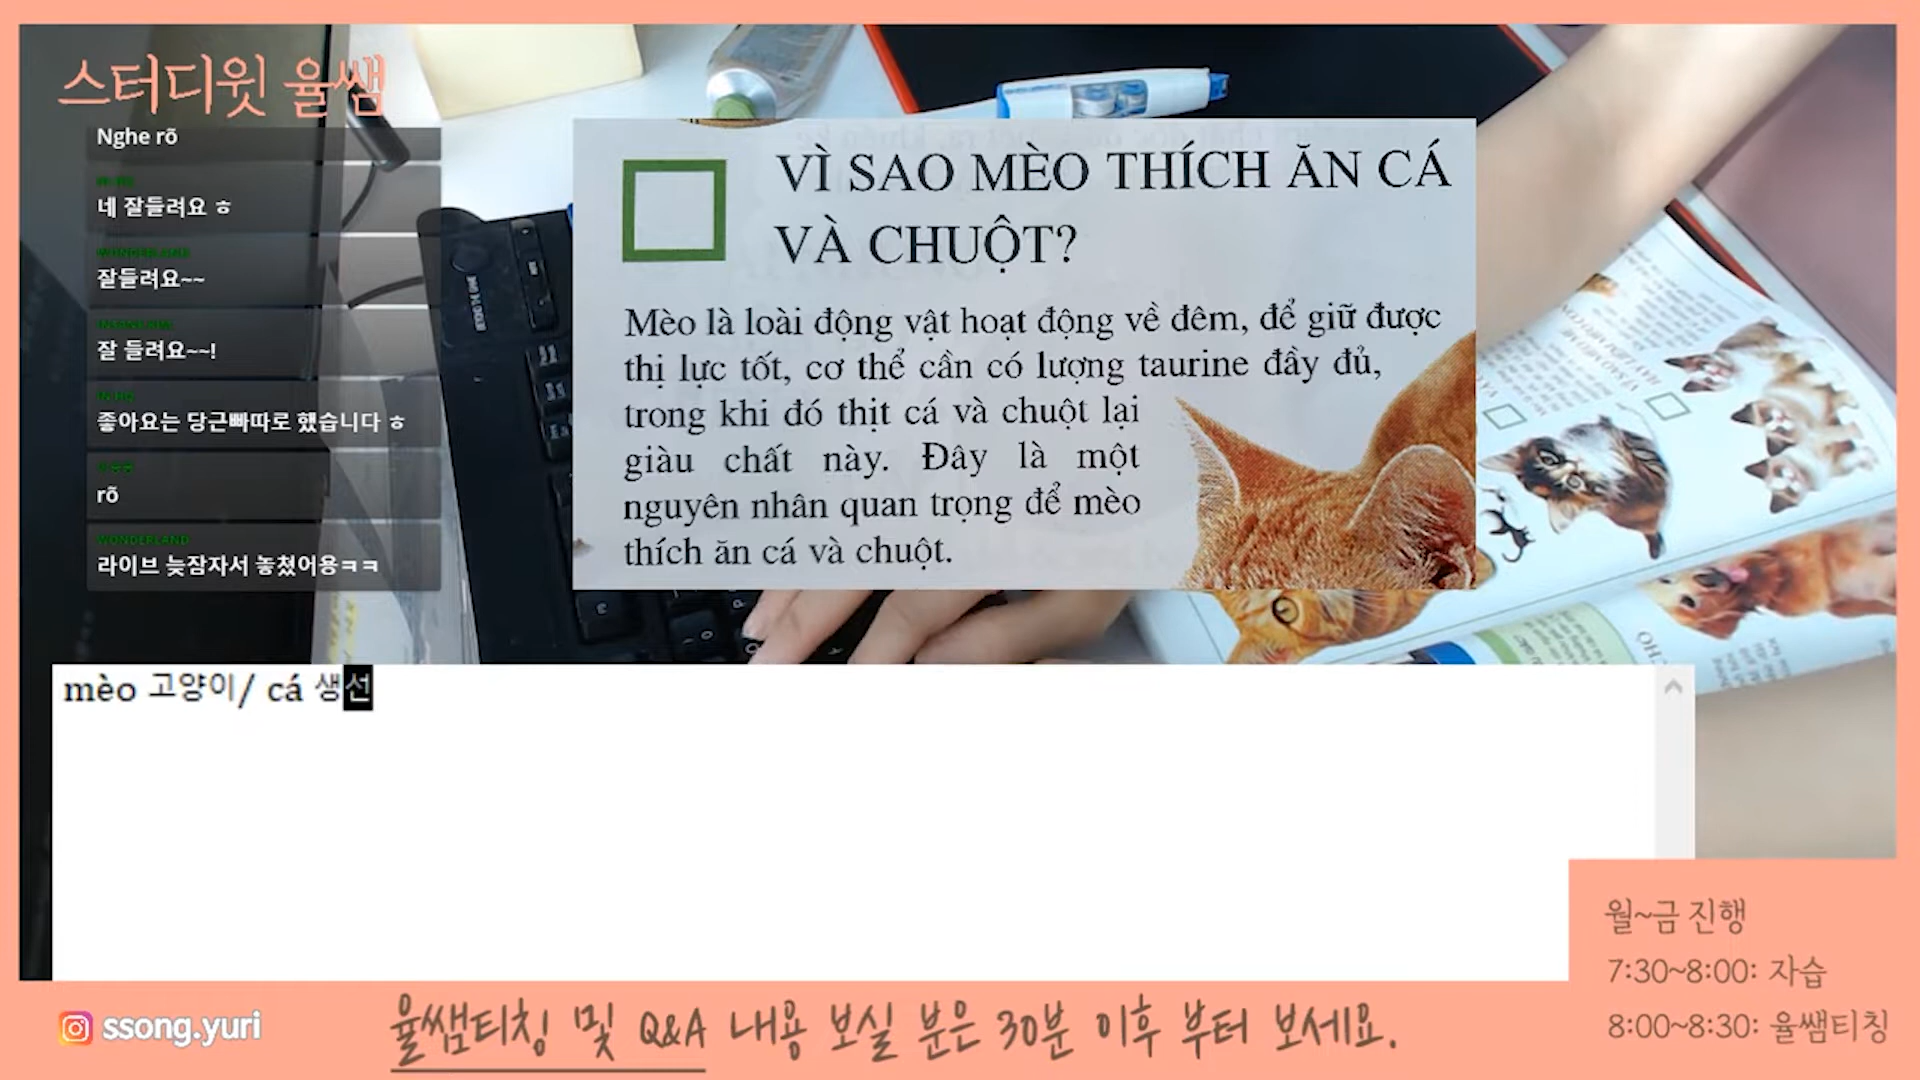 스터디윗 율쌤
Nghe rõ
네 잘들려요 ㅎ
WONDERLAND
잘들려요~~
잘 들려요~~!
좋아요는 당근빠따로 했습니다 ㅎ
rõ
WONDERLAND
라이브 늦잠자서 놓쳤어용ㅋㅋ
VÌ SAO MÈO THÍCH ĂN CÁ
VÀ CHUỘT?
Mèo là loài động vật hoạt động về đêm, để giữ được
thị lực tốt, cơ thể cần có lượng taurine đầy đủ,
trong khi đó thịt cá và chuột lại
giàu chất này. Đây là một
nguyên nhân quan trọng để mèo
thích ăn cá và chuột.
mèo 고양이/ cá 생선
월~금 진행
7:30~8:00: 자습
8:00~8:30: 율쌤티칭
ssong.yuri
율쌤티칭 및 Q&A 내용 보실 분은 30분 이후 부터 보세요.